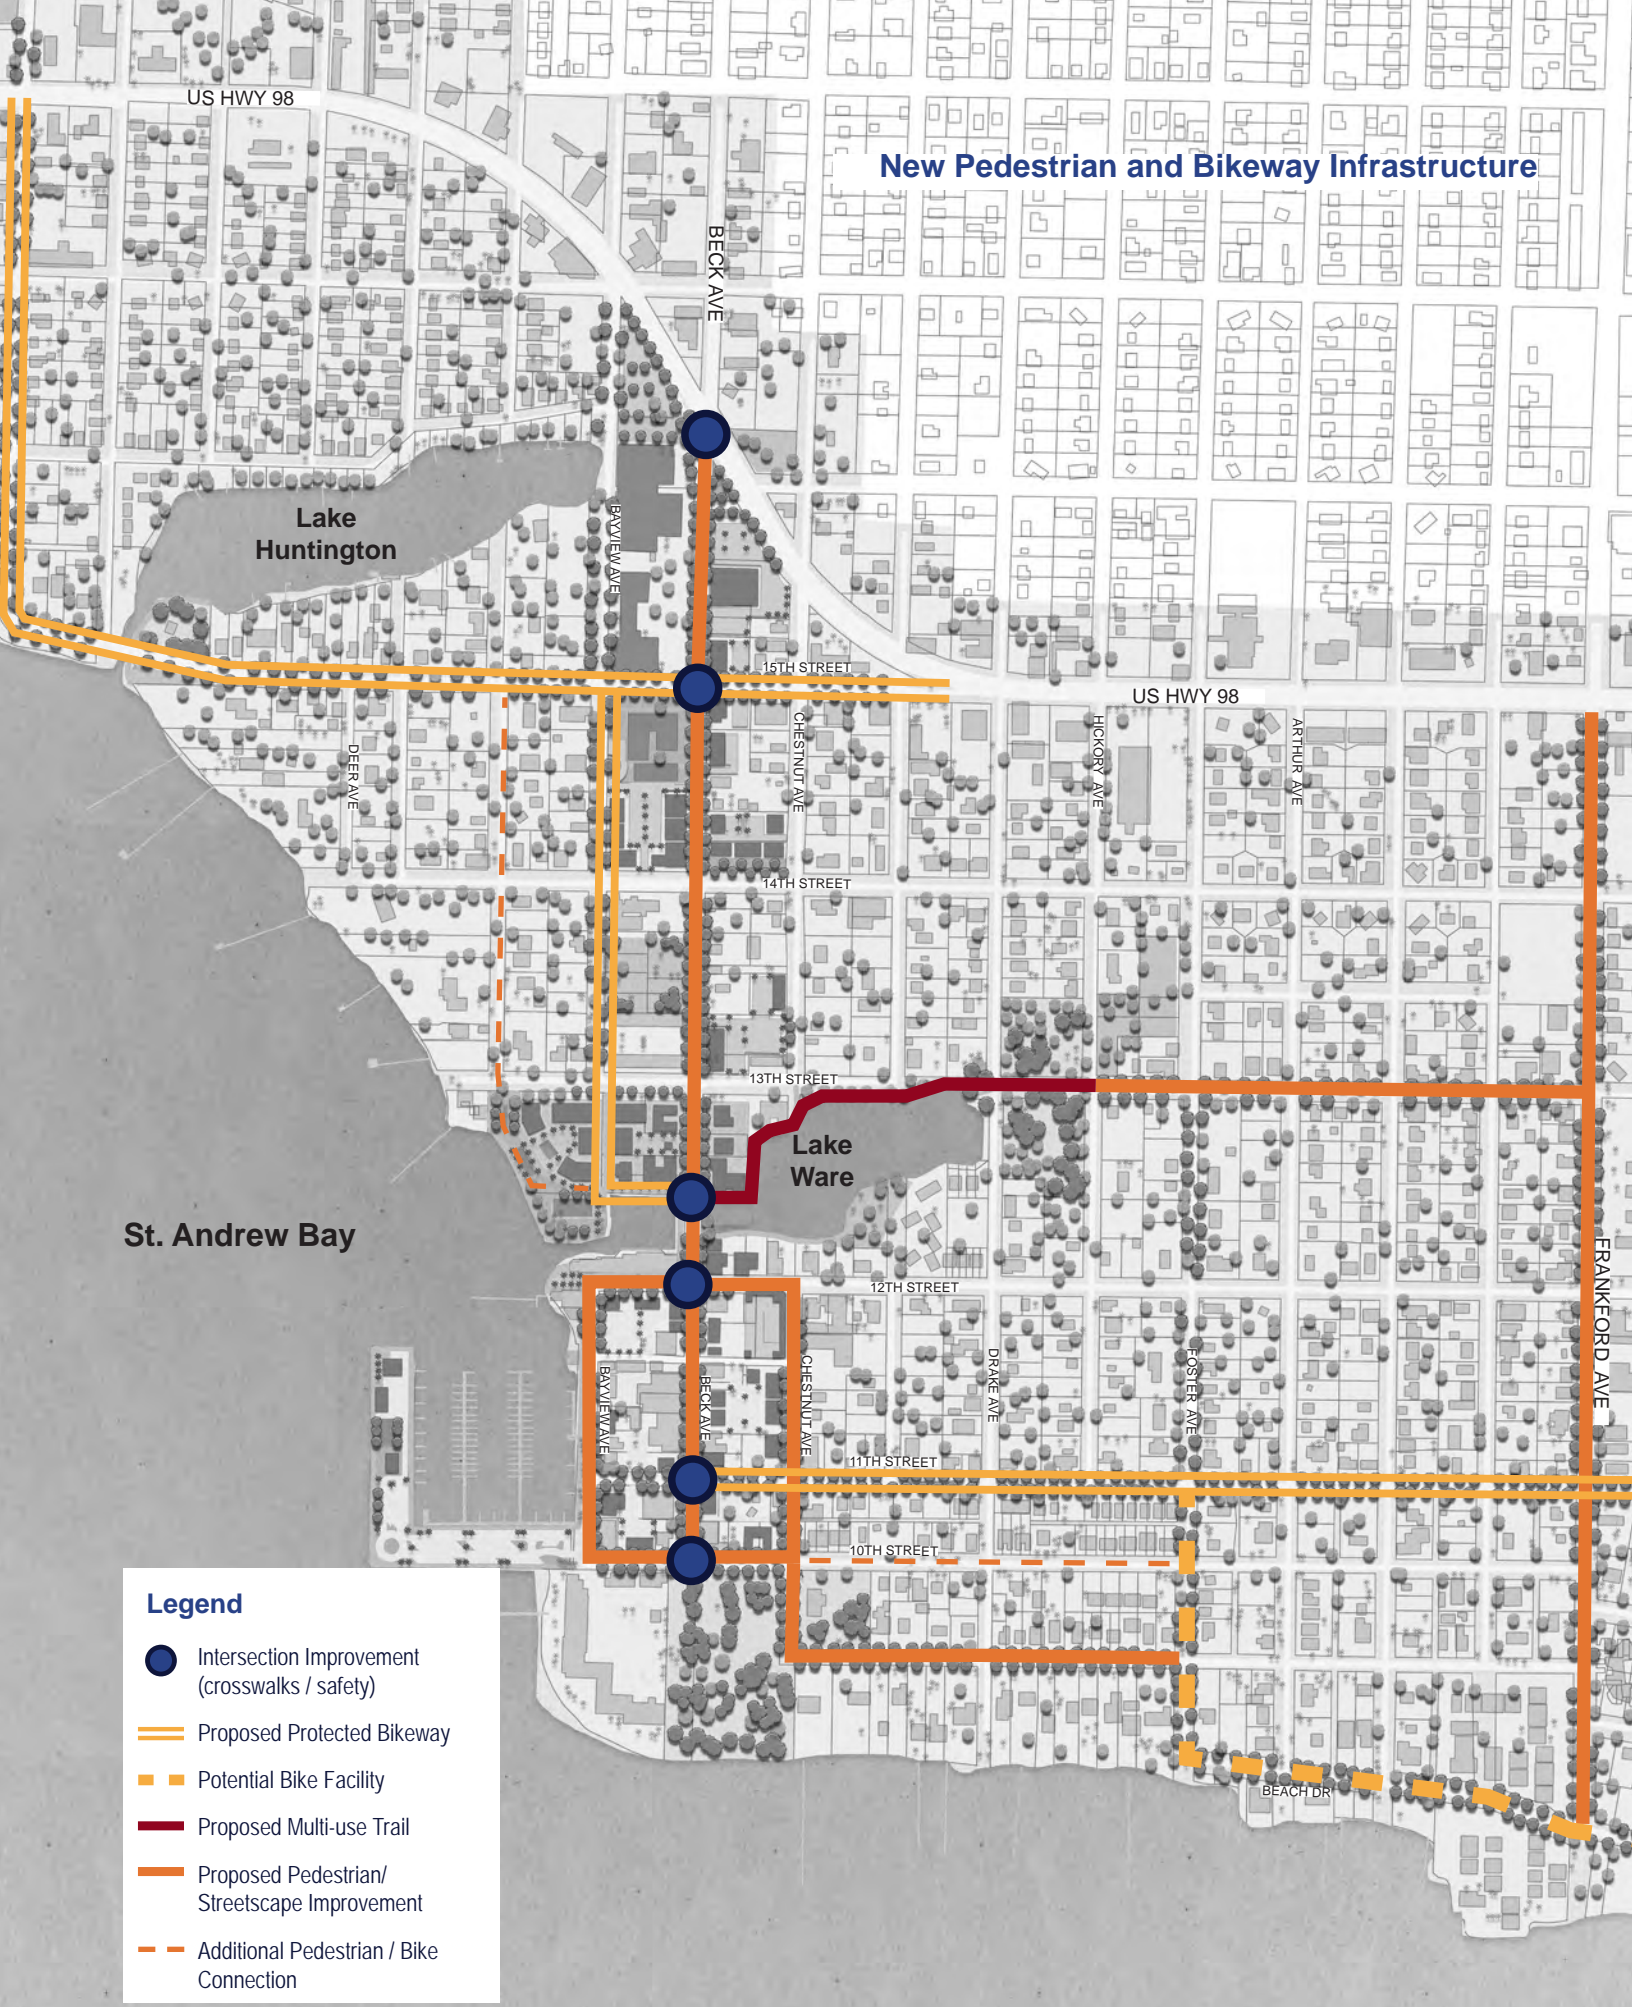 US HWY 98
New Pedestrian and Bikeway Infrastructure
BECK AVE
Lake
Huntington
BAYVIEW AVE
15TH STREET
US HWY 98
DEER AVE
CHESTNUT AVE
HICKORY AVE
ARTHUR AVE
14TH STREET
13TH STREET
Lake
Ware
St. Andrew Bay
12TH STREET
FRANKFORD AVE
BAYVIEW AVE
BECK AVE
CHESTNUT AVE
DRAKE AVE
FOSTER AVE
11TH STREET
10TH STREET
BEACH DR
Legend
Intersection Improvement
(crosswalks / safety)
Proposed Protected Bikeway
Potential Bike Facility
Proposed Multi-use Trail
Proposed Pedestrian/
Streetscape Improvement
Additional Pedestrian / Bike
Connection